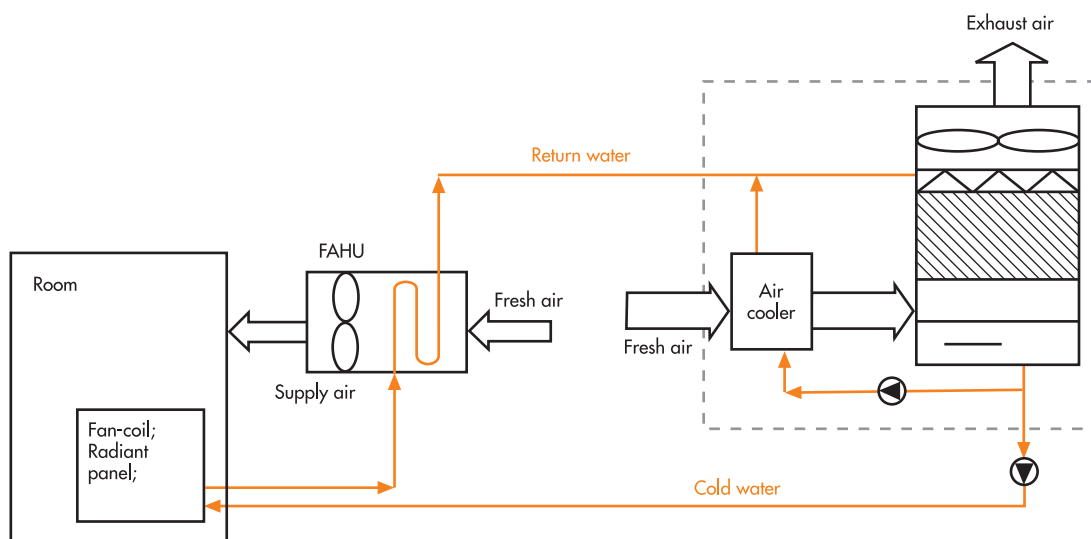 Exhaust air
Return water
FAHU
Room
Fresh air
Air
cooler
Fresh air
Supply air
Fan-coil;
Radiant
panel;
Cold water